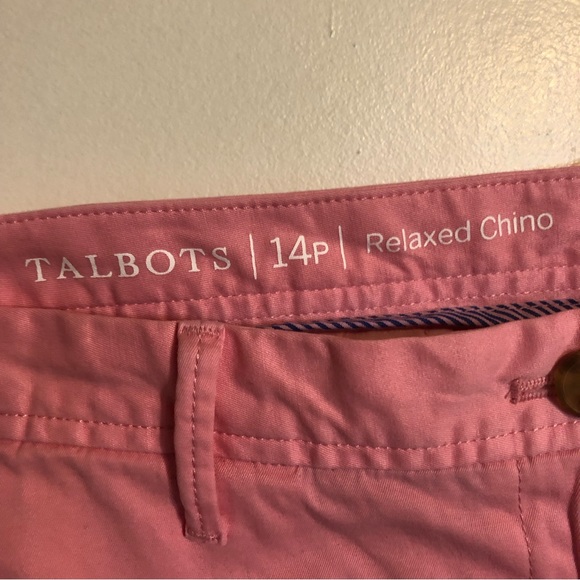 TALBOTS | 14P | Relaxed Chino